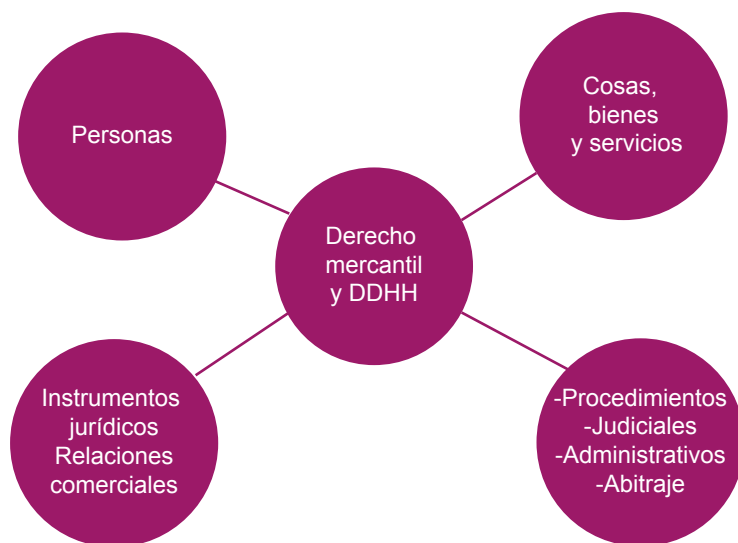 Personas
Cosas,
bienes
y servicios
Derecho
mercantil
y DDHH
Instrumentos
jurídicos
Relaciones
comerciales
-Procedimientos
-Judiciales
-Administrativos
-Abitraje